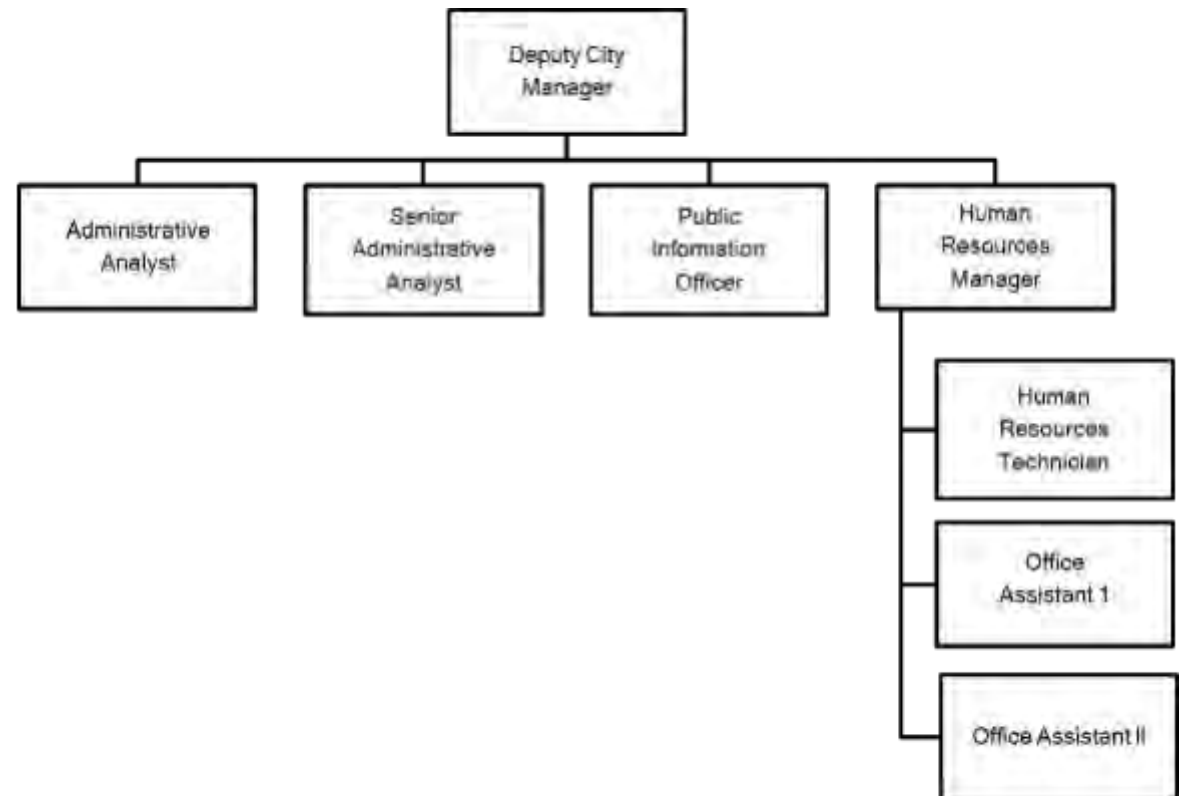 Deputy City
Manager
Administrative
Analyst
Senior
Administrative
Analyst
Public
Information
Officer
Human
Resources
Manager
Human
Resources
Technician
Office
Assistant 1
Office Assistant II